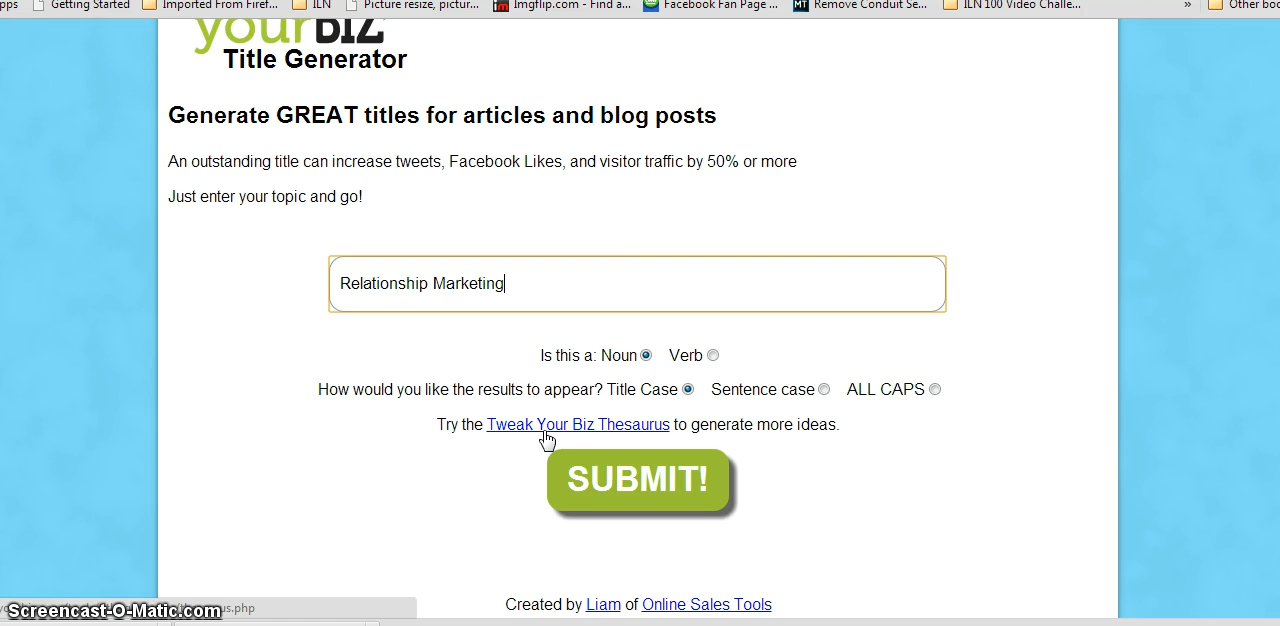 pps Getting Started Imported From Firef... ILN Picture resize, pictur... Imgflip.com - Find a... Facebook Fan Page ... MT Remove Conduit Se... ILN 100 Video Challe... » Other boo
yourBIZ
Title Generator
Generate GREAT titles for articles and blog posts
An outstanding title can increase tweets, Facebook Likes, and visitor traffic by 50% or more
Just enter your topic and go!
Relationship Marketing
Is this a: Noun Verb
How would you like the results to appear? Title Case Sentence case ALL CAPS
Try the Tweak Your Biz Thesaurus to generate more ideas.
SUBMIT!
Created by Liam of Online Sales Tools
Screencast-O-Matic.com us.php